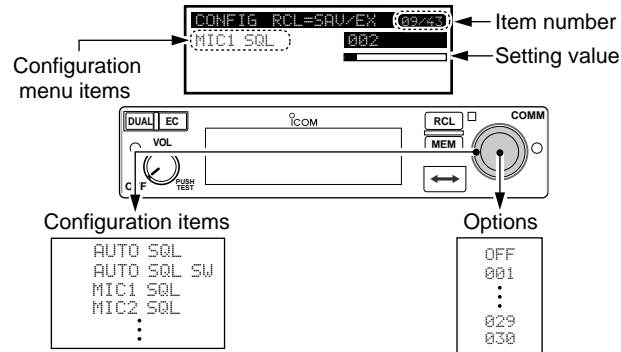 CONFIG RCL=SAV/EX 09/43
Item number
MIC1 SQL 002
Setting value
Configuration
menu items
DUAL EC
ICOM
RCL
COMM
VOL
MEM
OFF
PUSH
TEST
Configuration items
Options
AUTO SQL
AUTO SQL SW
MIC1 SQL
MIC2 SQL
OFF
001
029
030